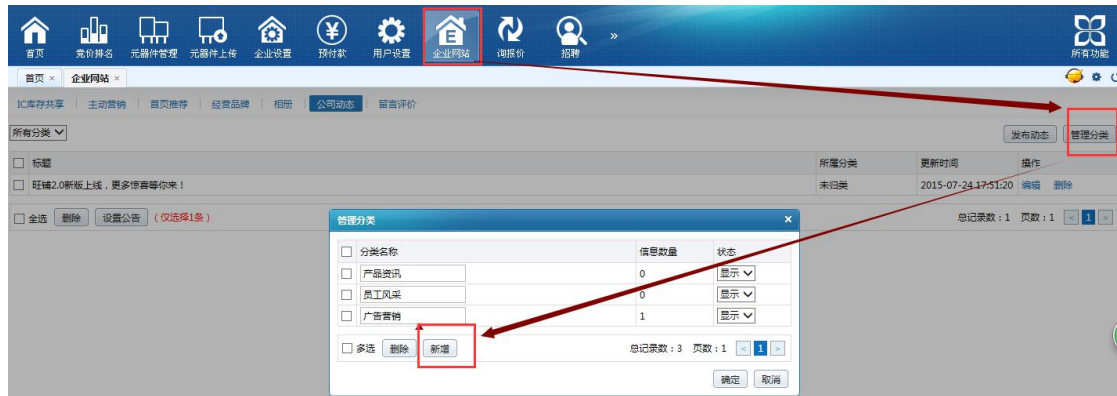 首页 竞价排名 元器件管理 元器件上传 企业设置 预付款 用户设置 企业网站 询报价 招聘 » 所有功能
首页 × 企业网站 ×
IC库存共享 主动营销 首页推荐 经营品牌 相册 公司动态 留言评价
所有分类 发布动态 管理分类
标题 所属分类 更新时间 操作
旺铺2.0新版上线，更多惊喜等你来！ 未归类 2015-07-24 17:51:20 编辑 删除
全选 删除 设置公告 （仅选择1条） 总记录数：1 页数：1 < 1 >
管理分类 ×
分类名称 信息数量 状态
产品资讯 0 显示
员工风采 0 显示
广告营销 1 显示
多选 删除 新增 总记录数：3 页数：1 < 1 >
确定 取消